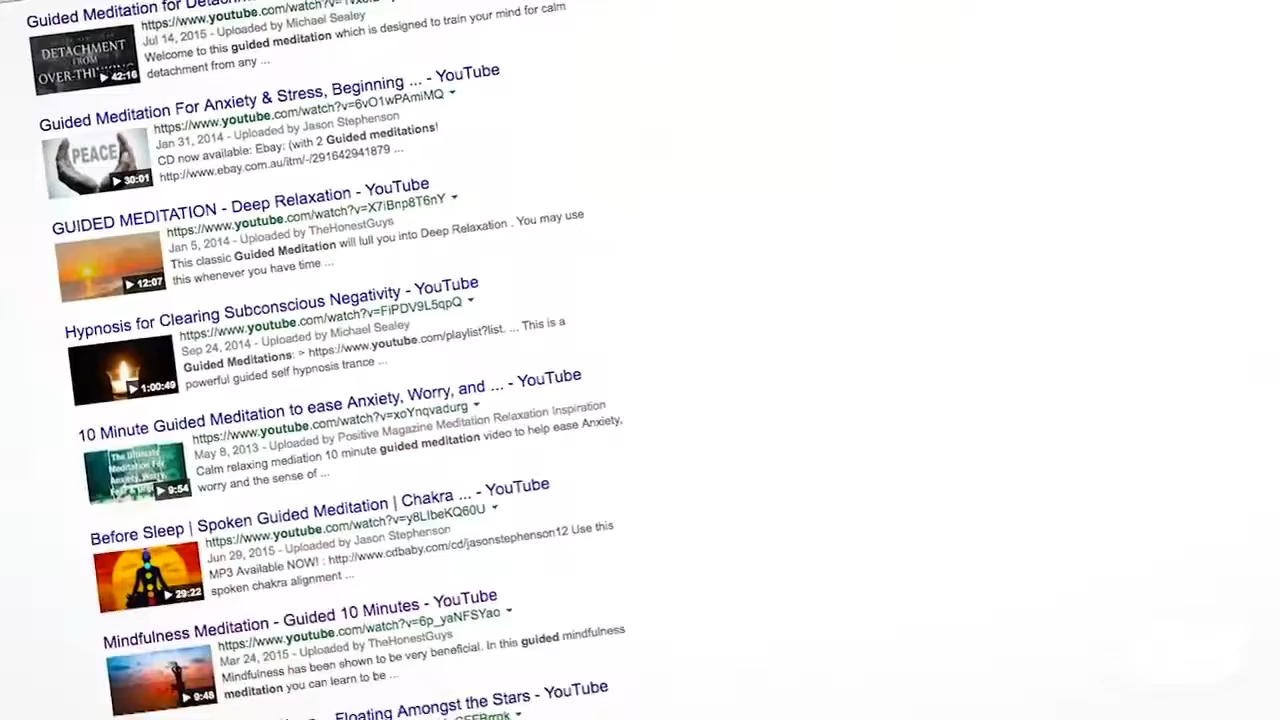 Guided Meditation for
https://www.youtube.com/watch?v=
Jul 14, 2015 - Uploaded by Michael Sealey
Welcome to this guided meditation which is designed to train your mind for calm
detachment from any ...
DETACHMENT
FROM
OVER-THINKING
42:16
Guided Meditation For Anxiety & Stress, Beginning ... - YouTube
https://www.youtube.com/watch?v=6vO1wPAmiMQ
Jan 31, 2014 - Uploaded by Jason Stephenson
CD now available: Ebay: (with 2 Guided meditations!
http://www.ebay.com.au/itm/-/291642941879 ...
PEACE
30:01
GUIDED MEDITATION - Deep Relaxation - YouTube
https://www.youtube.com/watch?v=X7iBnp8T6nY
Jan 5, 2014 - Uploaded by TheHonestGuys
This classic Guided Meditation will lull you into Deep Relaxation . You may use
this whenever you have time ...
12:07
Hypnosis for Clearing Subconscious Negativity - YouTube
https://www.youtube.com/watch?v=FiPDV9L5qpQ
Sep 24, 2014 - Uploaded by Michael Sealey
Guided Meditations: > https://www.youtube.com/playlist?list. ... This is a
powerful guided self hypnosis trance ...
1:00:49
10 Minute Guided Meditation to ease Anxiety, Worry, and ... - YouTube
https://www.youtube.com/watch?v=xoYnqvadurg
May 8, 2013 - Uploaded by Positive Magazine Meditation Relaxation Inspiration
Calm relaxing mediation 10 minute guided meditation video to help ease Anxiety,
worry and the sense of ...
The Ultimate
Meditation For
Anxiety, Worry,
9:54
Before Sleep | Spoken Guided Meditation | Chakra ... - YouTube
https://www.youtube.com/watch?v=y8LIbeKQ60U
Jun 29, 2015 - Uploaded by Jason Stephenson
MP3 Available NOW! : http://www.cdbaby.com/cd/jasonstephenson12 Use this
spoken chakra alignment ...
29:22
Mindfulness Meditation - Guided 10 Minutes - YouTube
https://www.youtube.com/watch?v=6p_yaNFSYao
Mar 24, 2015 - Uploaded by TheHonestGuys
Mindfulness has been shown to be very beneficial. In this guided mindfulness
meditation you can learn to be ...
9:48
Floating Amongst the Stars - YouTube